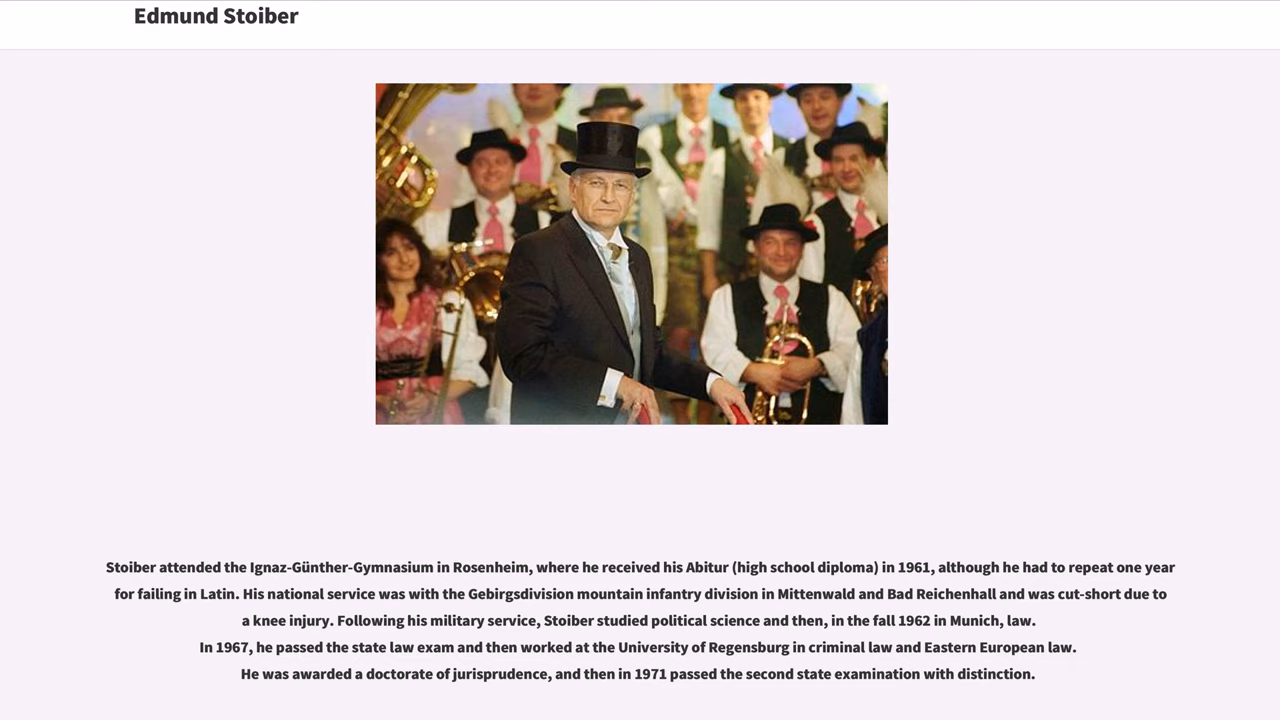 Edmund Stoiber
Stoiber attended the Ignaz-Günther-Gymnasium in Rosenheim, where he received his Abitur (high school diploma) in 1961, although he had to repeat one year
for failing in Latin. His national service was with the Gebirgsdivision mountain infantry division in Mittenwald and Bad Reichenhall and was cut-short due to
a knee injury. Following his military service, Stoiber studied political science and then, in the fall 1962 in Munich, law.
In 1967, he passed the state law exam and then worked at the University of Regensburg in criminal law and Eastern European law.
He was awarded a doctorate of jurisprudence, and then in 1971 passed the second state examination with distinction.